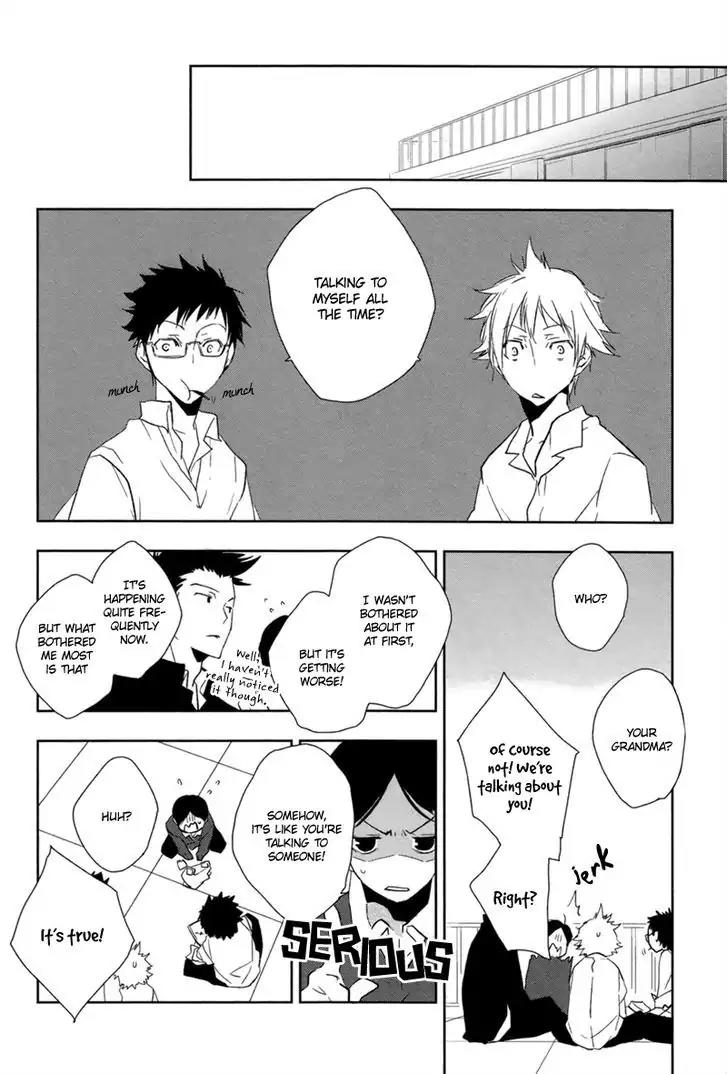 TALKING TO
MYSELF ALL
THE TIME?
munch
munch
WHO?
YOUR
GRANDMA?
Of course
not! We're
talking about
you!
Right?
jerk
I WASN'T
BOTHERED
ABOUT IT
AT FIRST,
BUT IT'S
GETTING
WORSE!
Well,
I haven't
really noticed
it though.
IT'S
HAPPENING
QUITE FRE-
QUENTLY
NOW.
BUT WHAT
BOTHERED
ME MOST
IS THAT
SOMEHOW,
IT'S LIKE YOU'RE
TALKING TO
SOMEONE!
SERIOUS
HUH?
It's true!